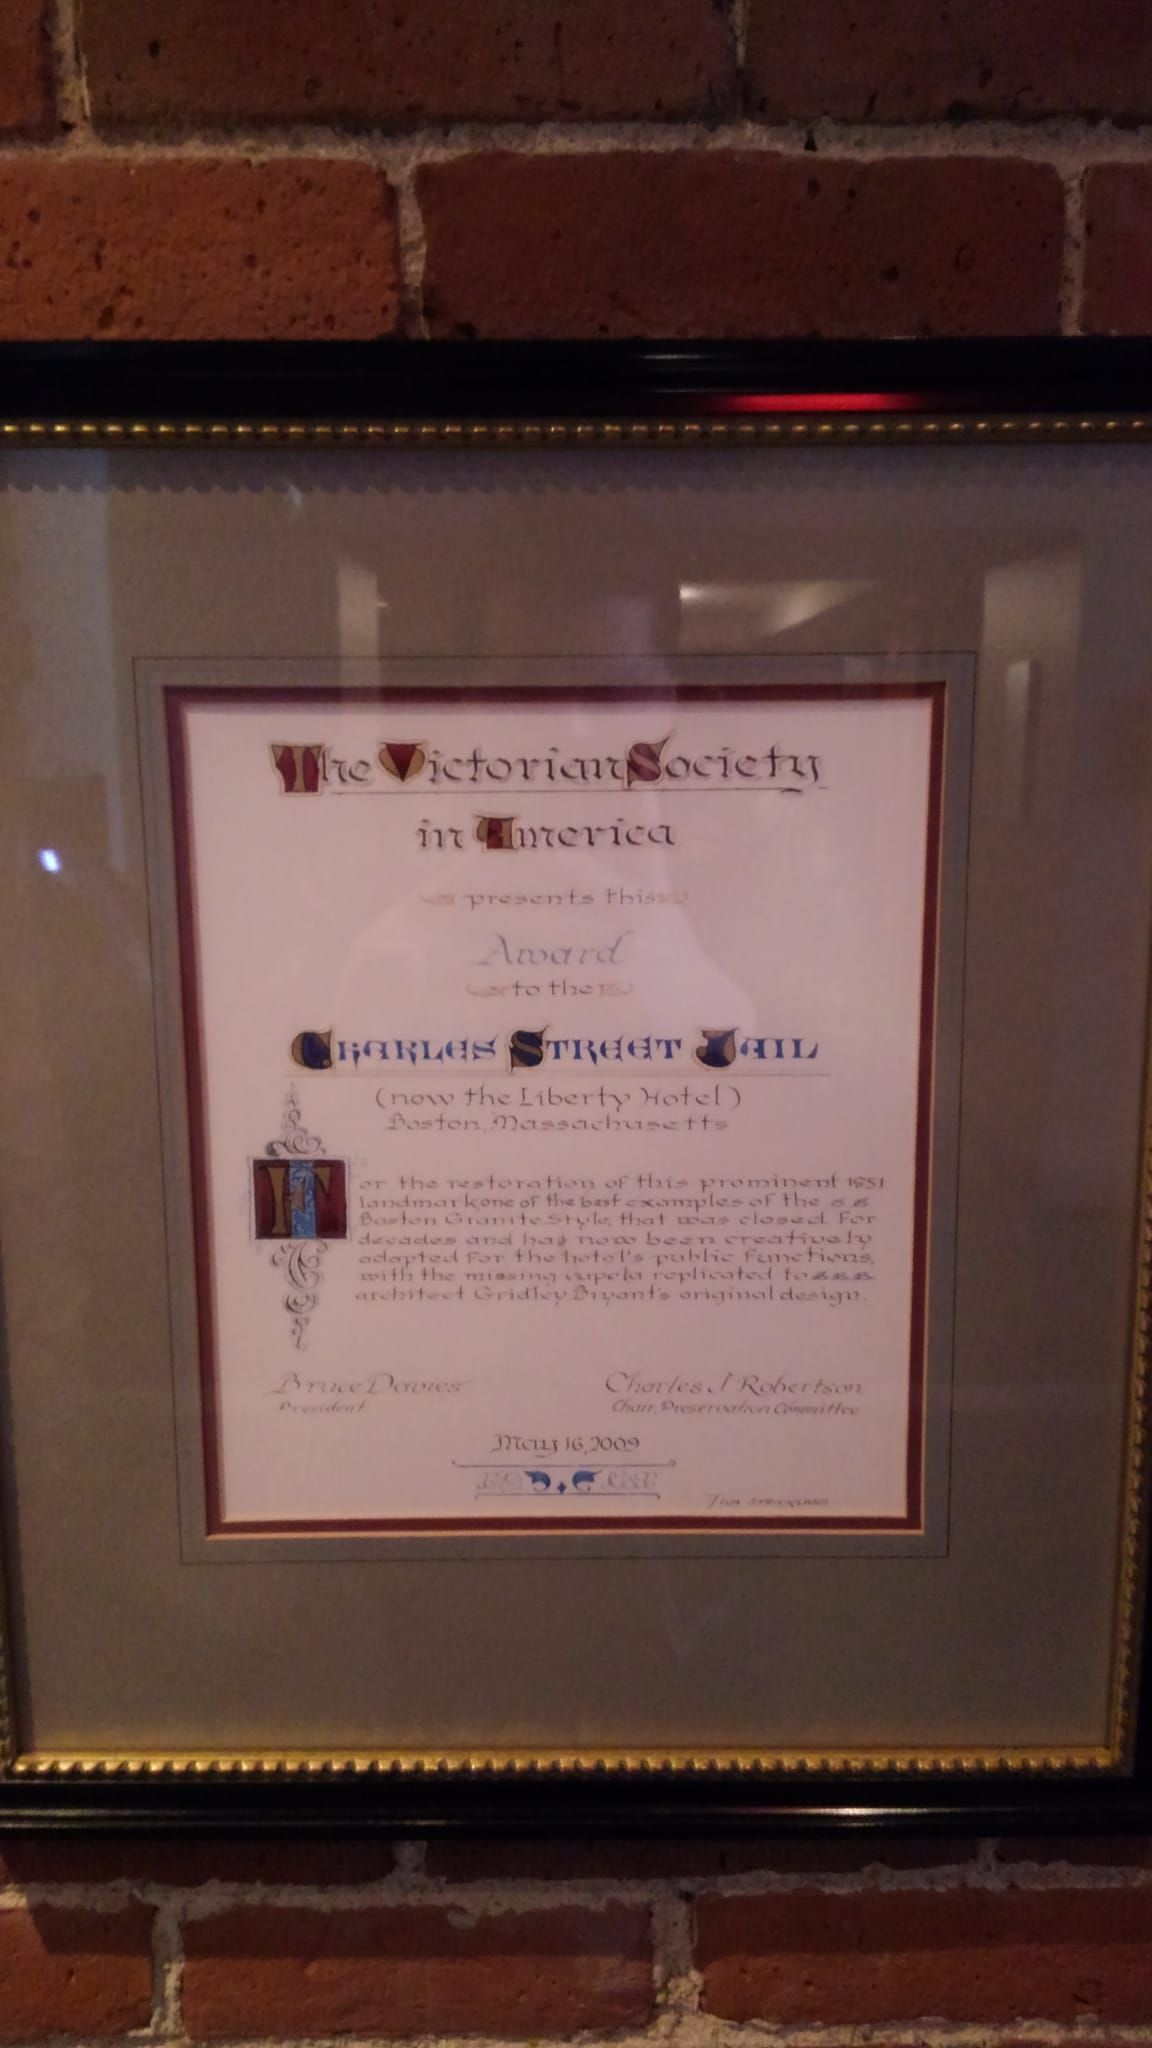 The Victorian Society
in America
presents this
Award
to the
Charles Street Jail
(now the Liberty Hotel)
Boston, Massachusetts
For the restoration of this prominent 1851
landmark, one of the best examples of the
Boston Granite Style, that was closed for
decades and has now been creatively
adapted for the hotel's public functions,
with the missing cupola replicated to
architect Gridley Bryant's original design.
Bruce Davies
President
Charles J Robertson
Chair, Preservation Committee
May 16, 2009
Tom Strickland